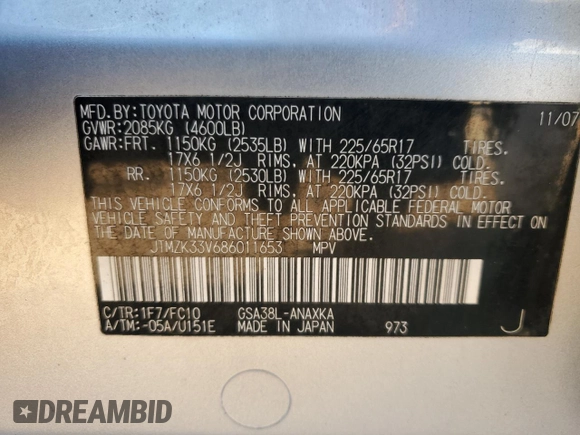 MFD.BY:TOYOTA MOTOR CORPORATION 11/07
GVWR:2085KG (4600LB)
GAWR:FRT. 1150KG (2535LB) WITH 225/65R17 TIRES,
17X6 1/2J RIMS, AT 220KPA (32PSI) COLD.
RR. 1150KG (2530LB) WITH 225/65R17 TIRES,
17X6 1/2J RIMS, AT 220KPA (32PSI) COLD.
THIS VEHICLE CONFORMS TO ALL APPLICABLE FEDERAL MOTOR
VEHICLE SAFETY AND THEFT PREVENTION STANDARDS IN EFFECT ON
THE DATE OF MANUFACTURE SHOWN ABOVE.
JTMZK33V686011653 MPV
C/TR:1F7/FC10 GSA38L-ANAXKA
A/TM:-05A/U151E MADE IN JAPAN 973 J
DREAMBID